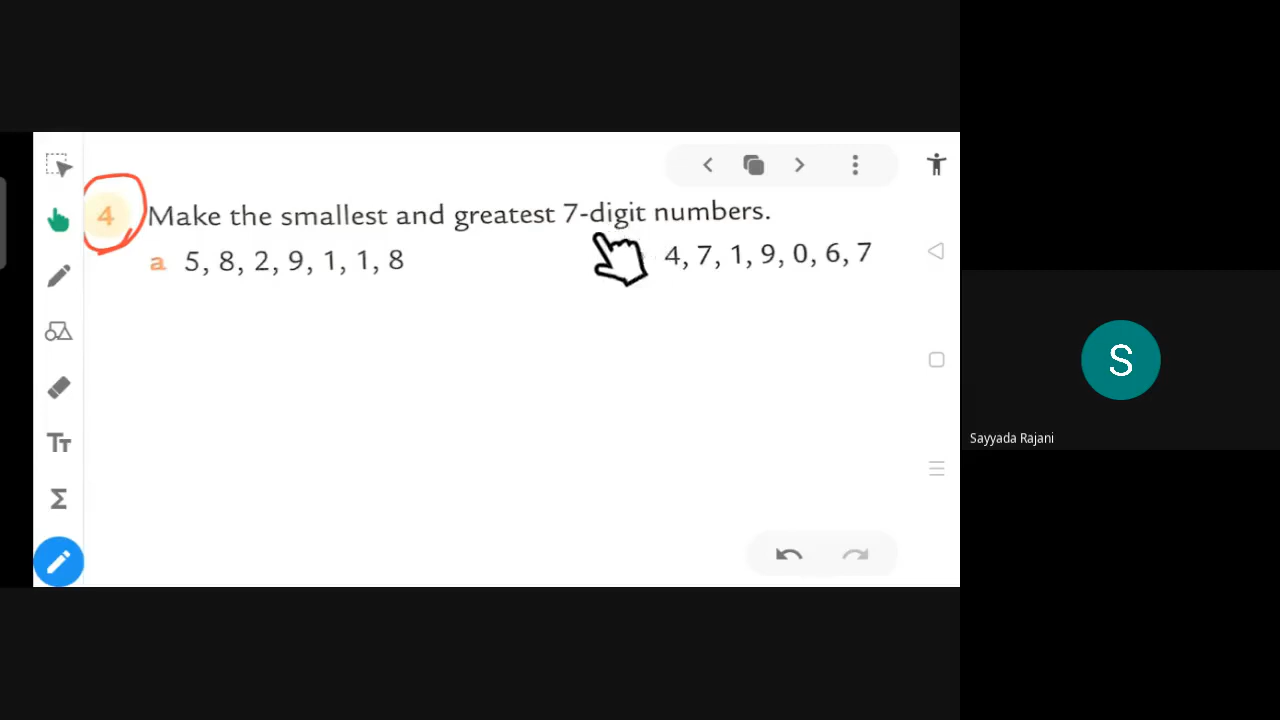 4 Make the smallest and greatest 7-digit numbers.
a 5, 8, 2, 9, 1, 1, 8
4, 7, 1, 9, 0, 6, 7
TT
Σ
S
Sayyada Rajani